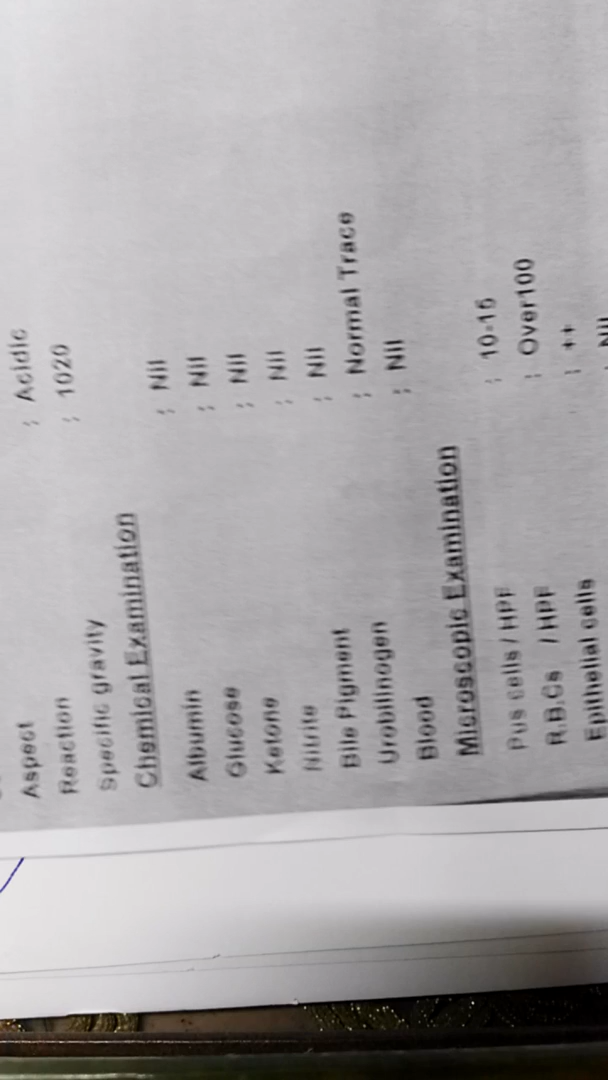 Aspect
Reaction : Acidic
Specific gravity : 1020
Chemical Examination
Albumin : Nil
Glucose : Nil
Ketone : Nil
Nitrite : Nil
Bile Pigment : Nil
Urobilinogen : Normal Trace
Blood : Nil
Microscopic Examination
Pus cells / HPF : 10-15
R.B.Cs / HPF : Over100
Epithelial cells : ++
: Nil